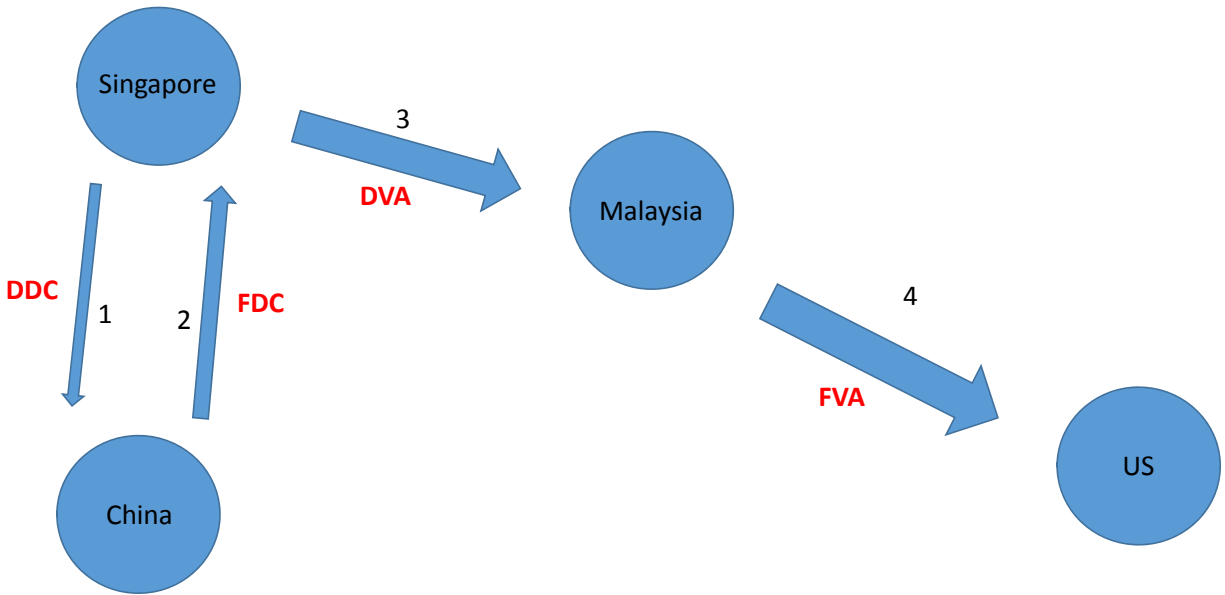 Singapore
3
DVA
Malaysia
DDC
1
2
FDC
4
FVA
US
China